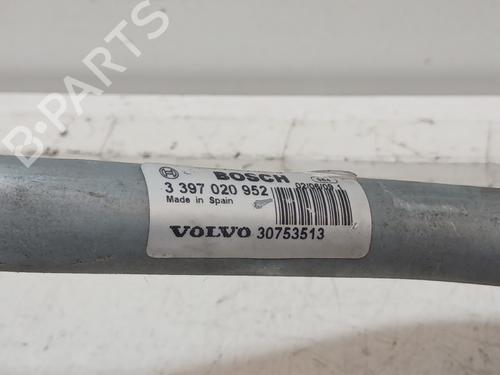 B-PARTS
BOSCH
3 397 020 952
Made in Spain
VOLVO 30753513